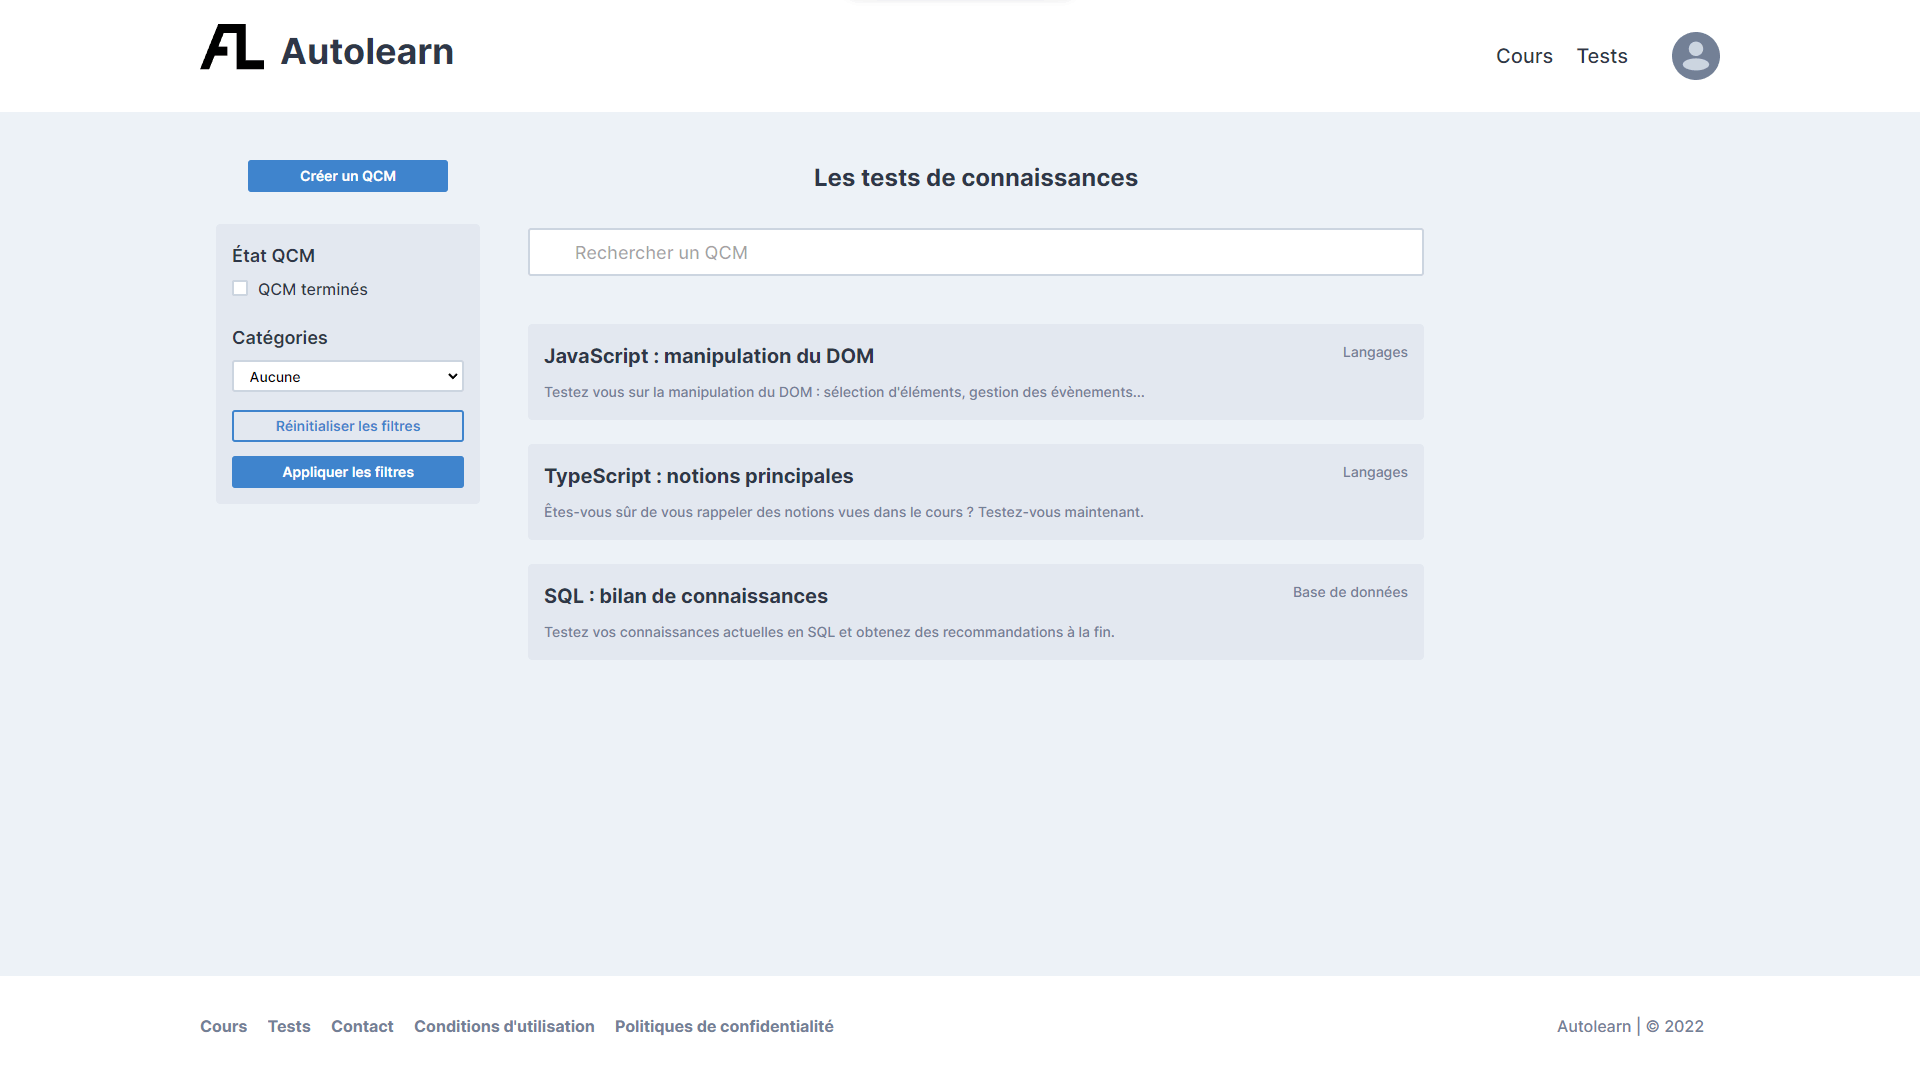 AL Autolearn
Cours Tests
Créer un QCM
État QCM
QCM terminés
Catégories
Aucune
Réinitialiser les filtres
Appliquer les filtres
Les tests de connaissances
Rechercher un QCM
JavaScript : manipulation du DOM
Langages
Testez vous sur la manipulation du DOM : sélection d'éléments, gestion des évènements...
TypeScript : notions principales
Langages
Êtes-vous sûr de vous rappeler des notions vues dans le cours ? Testez-vous maintenant.
SQL : bilan de connaissances
Base de données
Testez vos connaissances actuelles en SQL et obtenez des recommandations à la fin.
Cours Tests Contact Conditions d'utilisation Politiques de confidentialité
Autolearn | © 2022